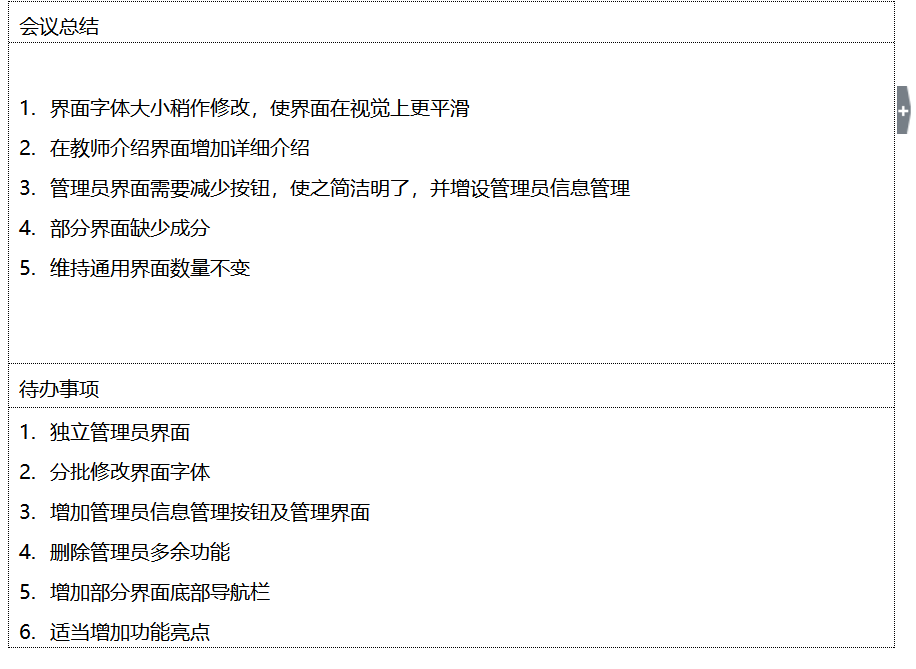 会议总结
1. 界面字体大小稍作修改，使界面在视觉上更平滑
2. 在教师介绍界面增加详细介绍
3. 管理员界面需要减少按钮，使之简洁明了，并增设管理员信息管理
4. 部分界面缺少成分
5. 维持通用界面数量不变
待办事项
1. 独立管理员界面
2. 分批修改界面字体
3. 增加管理员信息管理按钮及管理界面
4. 删除管理员多余功能
5. 增加部分界面底部导航栏
6. 适当增加功能亮点